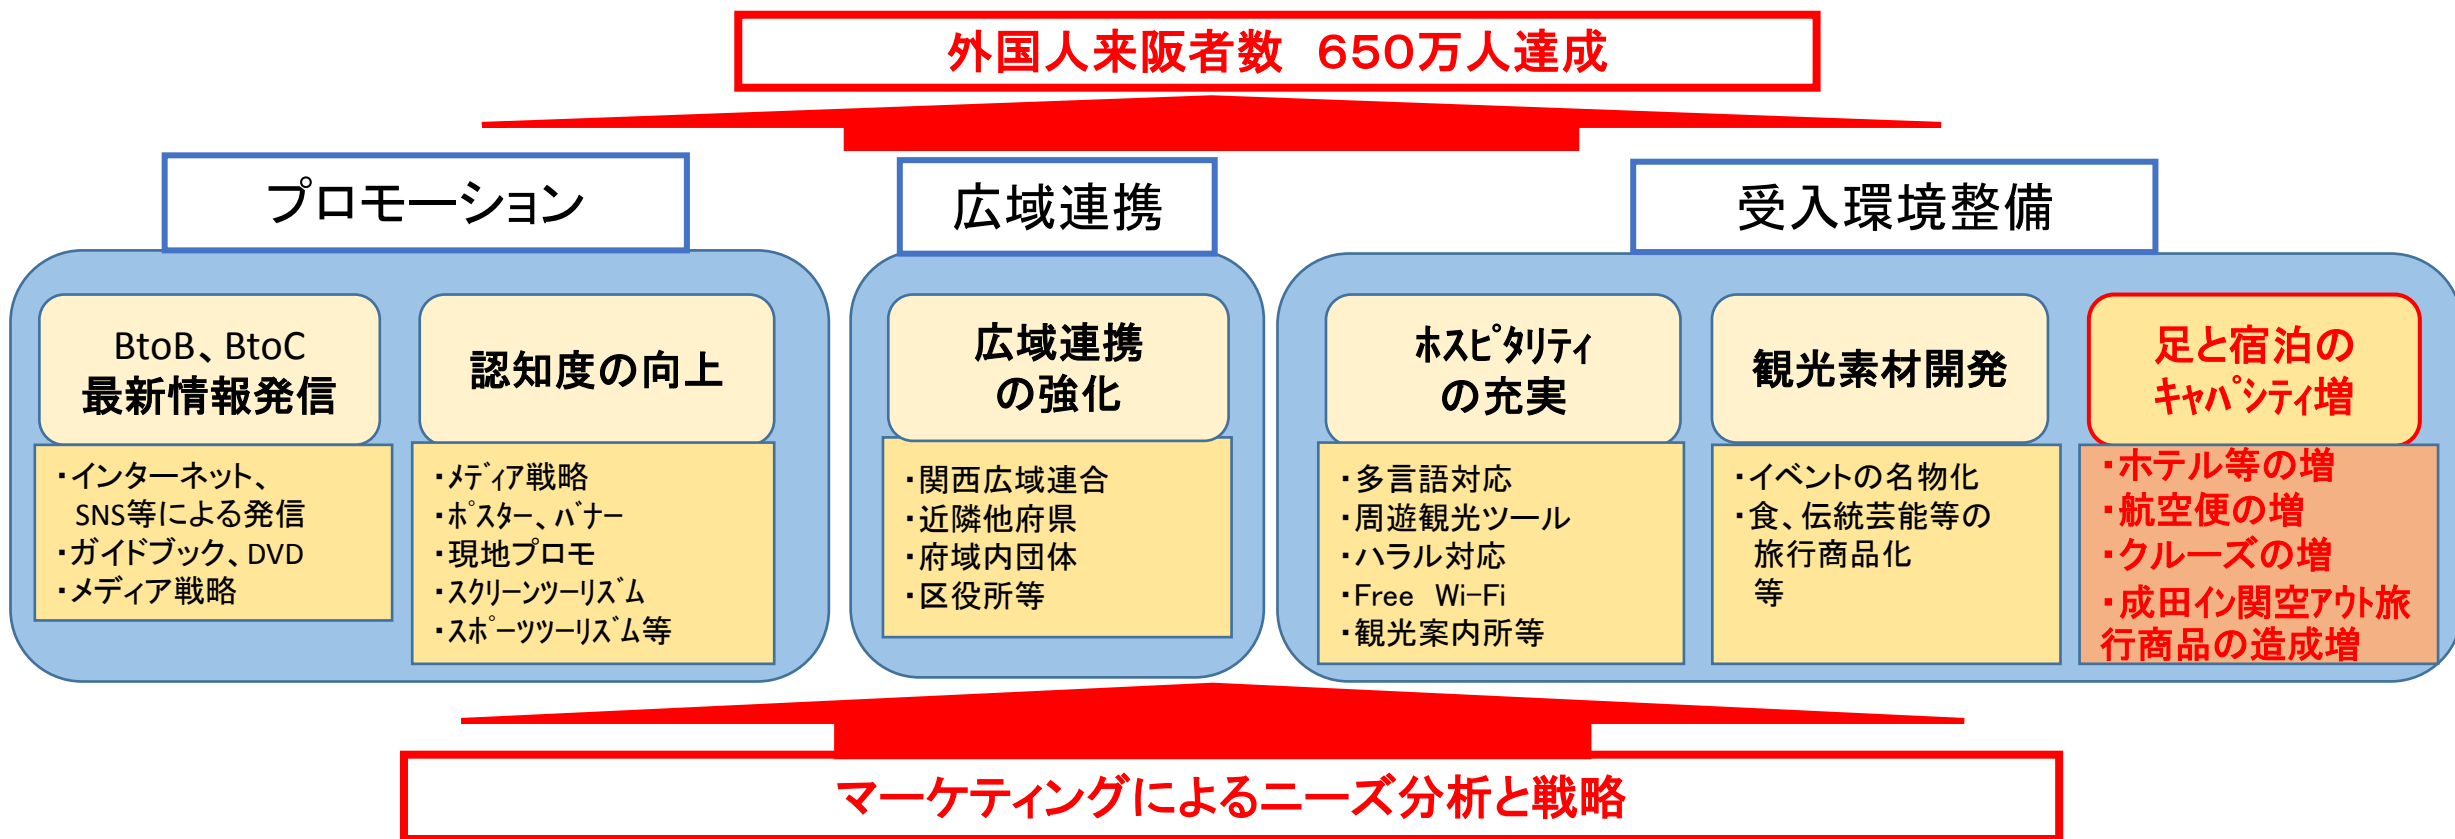 外国人来阪者数　６５０万人達成
プロモーション
BtoB、BtoC
最新情報発信
・インターネット、
SNS等による発信
・ガイドブック、DVD
・メディア戦略
認知度の向上
・ﾒﾃﾞｨｱ戦略
・ﾎﾟｽﾀｰ、ﾊﾞﾅｰ
・現地プロモ
・ｽｸﾘｰﾝﾂｰﾘｽﾞﾑ
・ｽﾎﾟｰﾂﾂｰﾘｽﾞﾑ等
広域連携
広域連携
の強化
・関西広域連合
・近隣他府県
・府域内団体
・区役所等
受入環境整備
ﾎｽﾋﾟﾀﾘﾃｨ
の充実
・多言語対応
・周遊観光ツール
・ハラル対応
・Free　Wi-Fi
・観光案内所等
観光素材開発
・イベントの名物化
・食、伝統芸能等の
旅行商品化
等
足と宿泊の
ｷｬﾊﾟｼﾃｨ増
・ホテル等の増
・航空便の増
・クルーズの増
・成田イン関空ｱｳﾄ旅
行商品の造成増
マーケティングによるニーズ分析と戦略